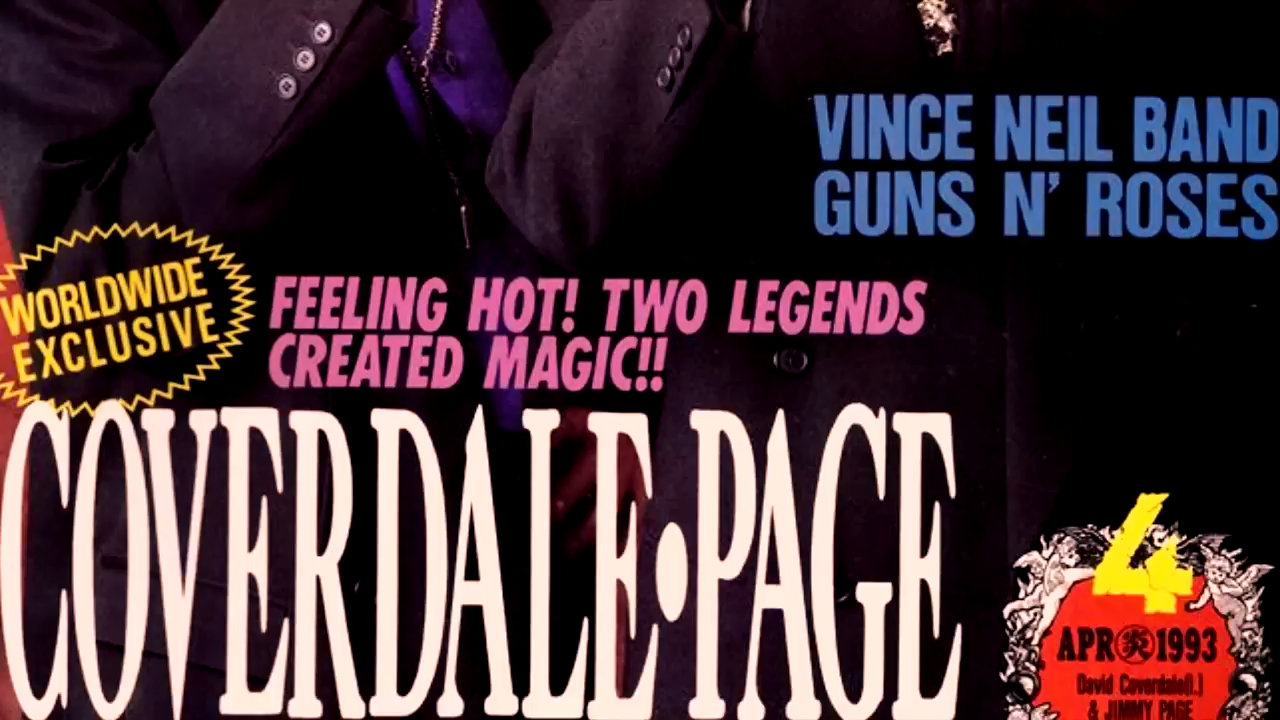 VINCE NEIL BAND
GUNS N' ROSES
WORLDWIDE
EXCLUSIVE
FEELING HOT! TWO LEGENDS
CREATED MAGIC!!
COVERDALE•PAGE
4
APR 炎 1993
David Coverdale(l.)
& JIMMY PAGE